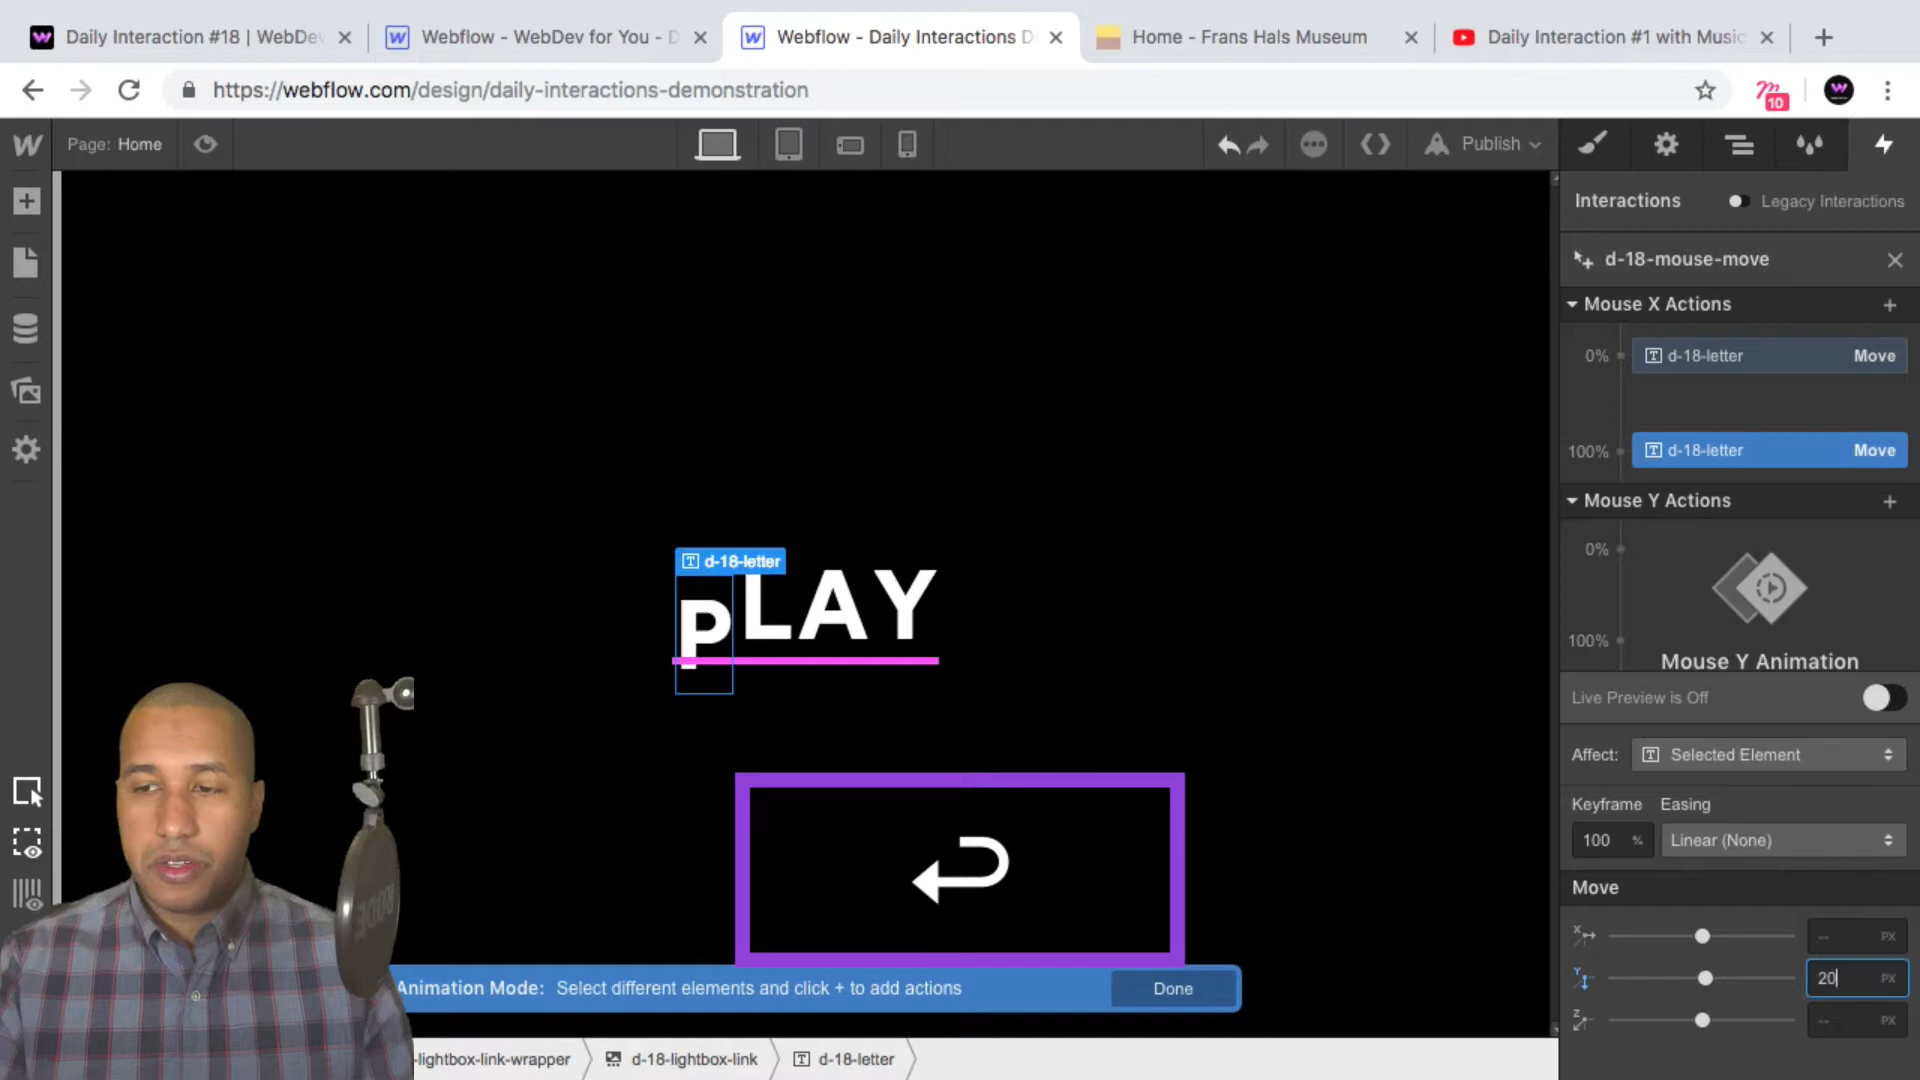 Daily Interaction #18 | WebDev
Webflow - WebDev for You - D
Webflow - Daily Interactions D
Home - Frans Hals Museum
Daily Interaction #1 with Music
https://webflow.com/design/daily-interactions-demonstration
10
Page: Home
Publish
Interactions
Legacy Interactions
d-18-mouse-move
Mouse X Actions
0%
d-18-letter
Move
100%
d-18-letter
Move
Mouse Y Actions
0%
100%
Mouse Y Animation
Live Preview is Off
Affect:
Selected Element
Keyframe
Easing
100 %
Linear (None)
Move
X
-- PX
Y
20 PX
Z
-- PX
d-18-letter
PLAY
RODE
Animation Mode: Select different elements and click + to add actions
Done
-lightbox-link-wrapper
d-18-lightbox-link
d-18-letter